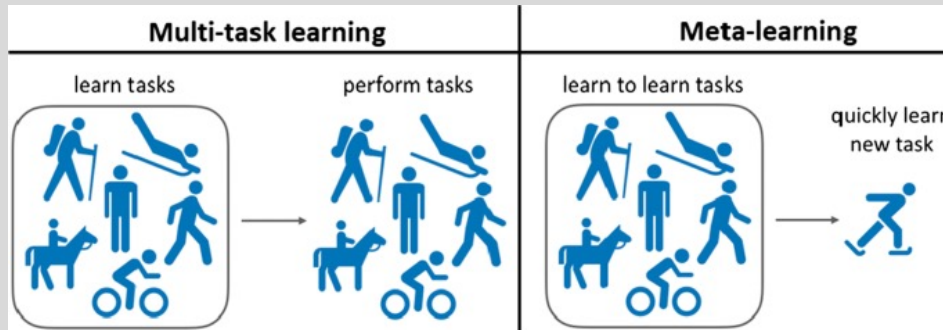 Multi-task learning
learn tasks
perform tasks
Meta-learning
learn to learn tasks
quickly learn
new task